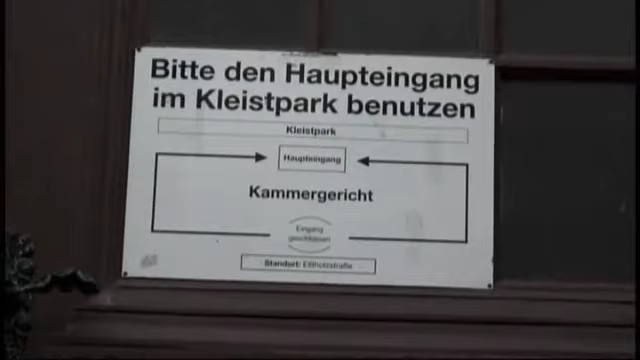 Bitte den Haupteingang
im Kleistpark benutzen
Kleistpark
Haupteingang
Kammergericht
Eingang
geschlossen
Standort: Elßholzstraße